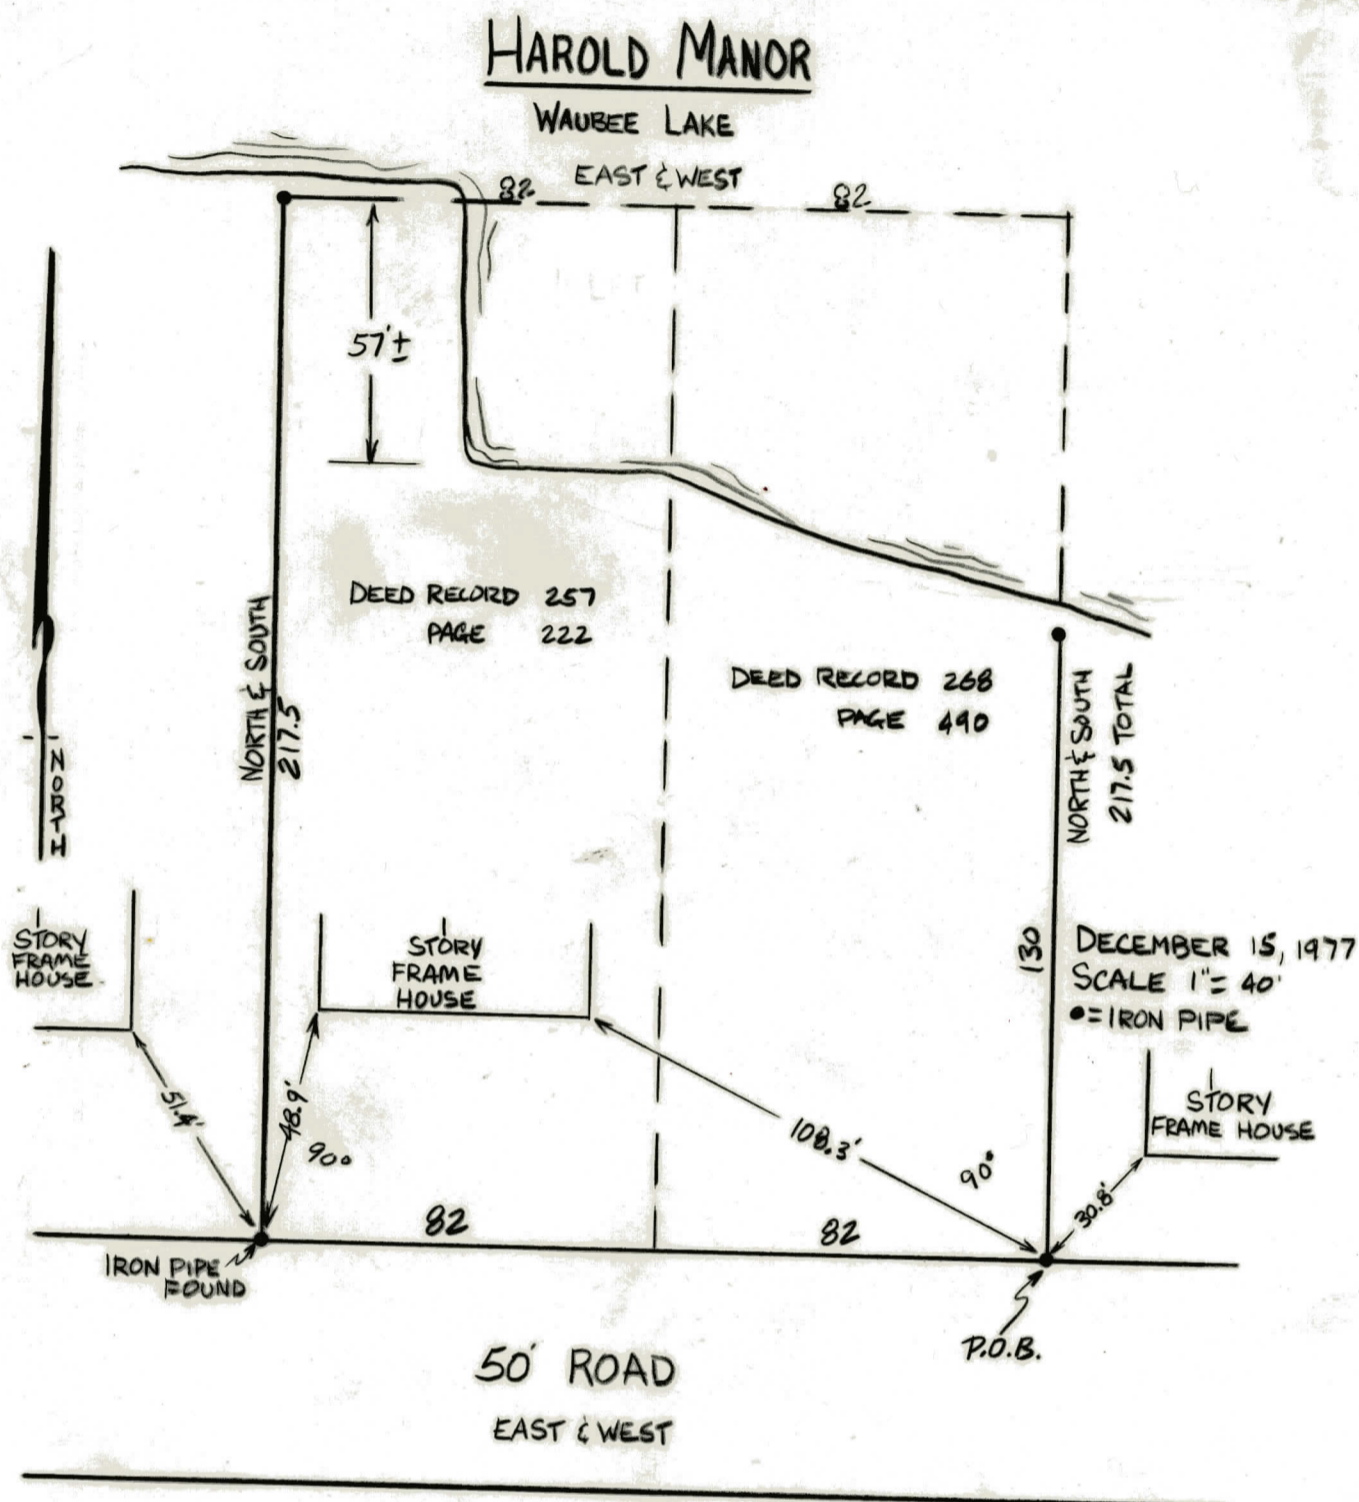 HAROLD MANOR
WAUBEE LAKE
EAST & WEST
82
82
57'±
DEED RECORD 257
PAGE 222
DEED RECORD 268
PAGE 490
NORTH & SOUTH
217.5
NORTH & SOUTH
217.5 TOTAL
NORTH
1
STORY
FRAME
HOUSE
1
STORY
FRAME
HOUSE
130
DECEMBER 15, 1977
SCALE 1"= 40'
●=IRON PIPE
1
STORY
FRAME HOUSE
51.4'
48.9'
90°
108.3'
90°
30.8'
82
82
IRON PIPE
FOUND
P.O.B.
50' ROAD
EAST & WEST